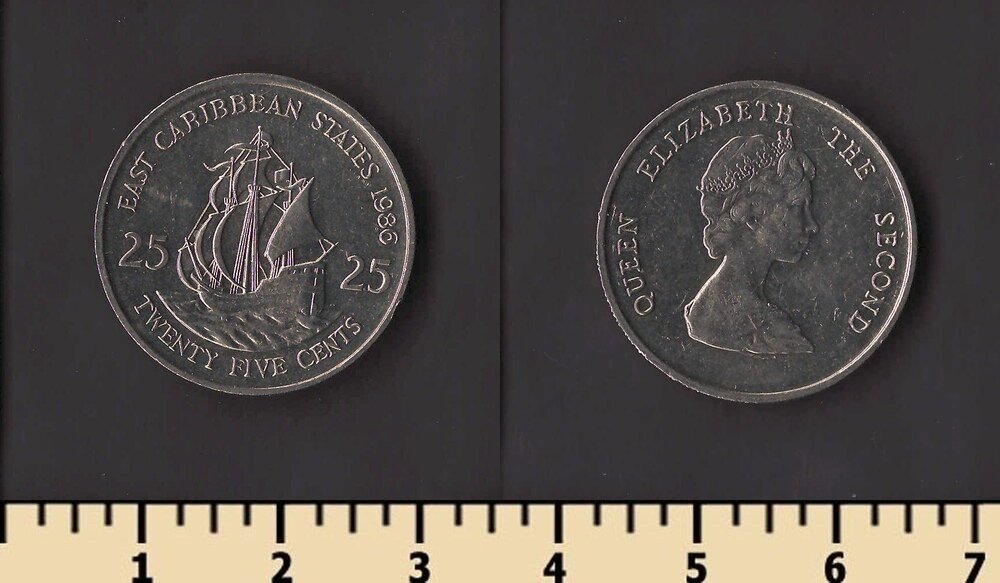 EAST CARIBBEAN STATES, 1986
25 25
TWENTY FIVE CENTS
QUEEN ELIZABETH THE SECOND
1 2 3 4 5 6 7